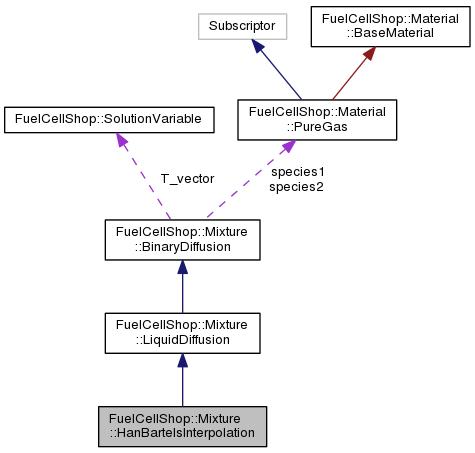 Subscriptor
FuelCellShop::Material
::BaseMaterial
FuelCellShop::SolutionVariable
FuelCellShop::Material
::PureGas
T_vector
species1
species2
FuelCellShop::Mixture
::BinaryDiffusion
FuelCellShop::Mixture
::LiquidDiffusion
FuelCellShop::Mixture
::HanBartelsInterpolation